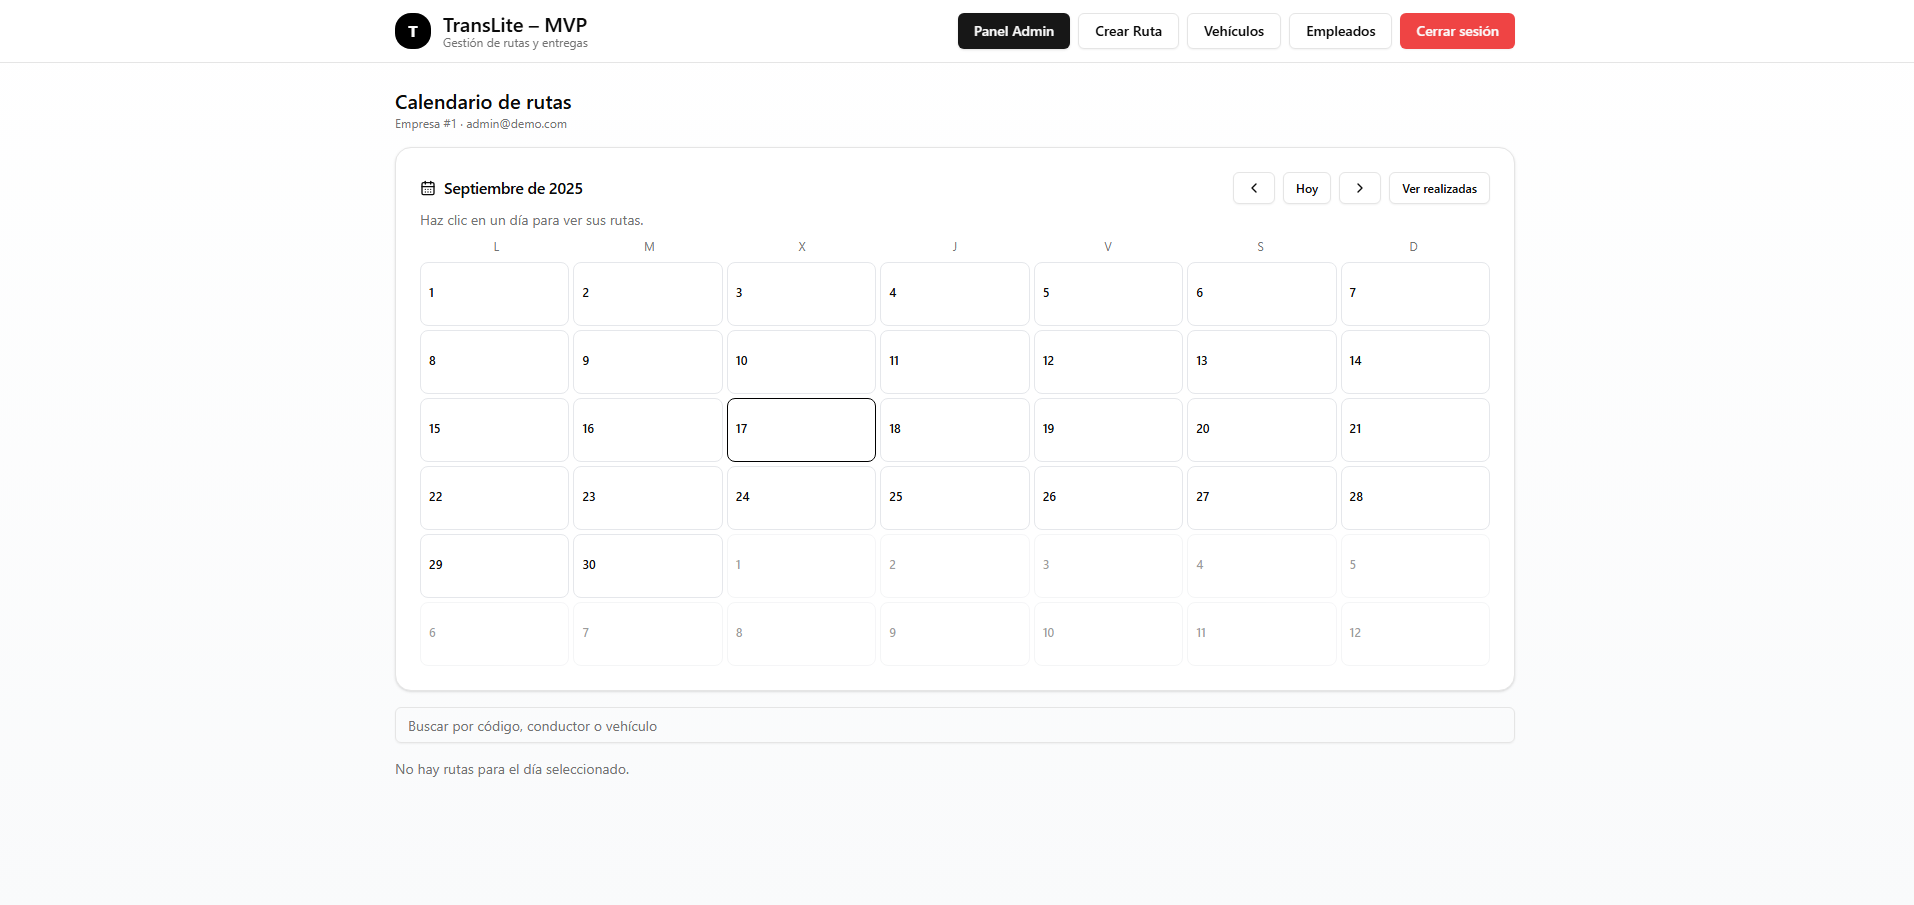 T
TransLite – MVP
Gestión de rutas y entregas
Panel Admin Crear Ruta Vehículos Empleados Cerrar sesión
Calendario de rutas
Empresa #1 · admin@demo.com
Septiembre de 2025
Hoy Ver realizadas
Haz clic en un día para ver sus rutas.
L M X J V S D
1 2 3 4 5 6 7
8 9 10 11 12 13 14
15 16 17 18 19 20 21
22 23 24 25 26 27 28
29 30 1 2 3 4 5
6 7 8 9 10 11 12
Buscar por código, conductor o vehículo
No hay rutas para el día seleccionado.